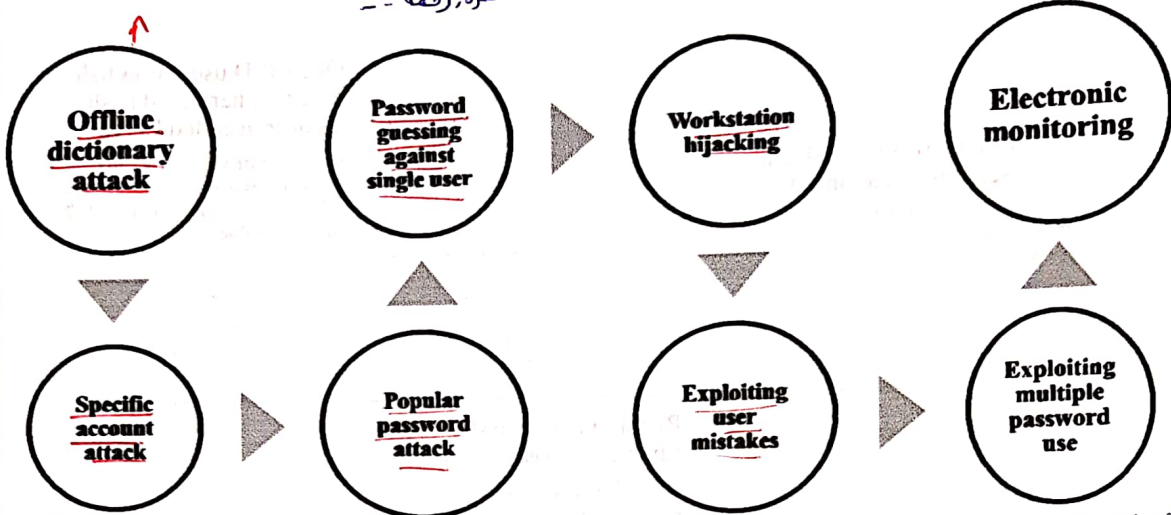 Offline
dictionary
attack
Specific
account
attack
Popular
password
attack
Password
guessing
against
single user
Workstation
hijacking
Exploiting
user
mistakes
Exploiting
multiple
password
use
Electronic
monitoring